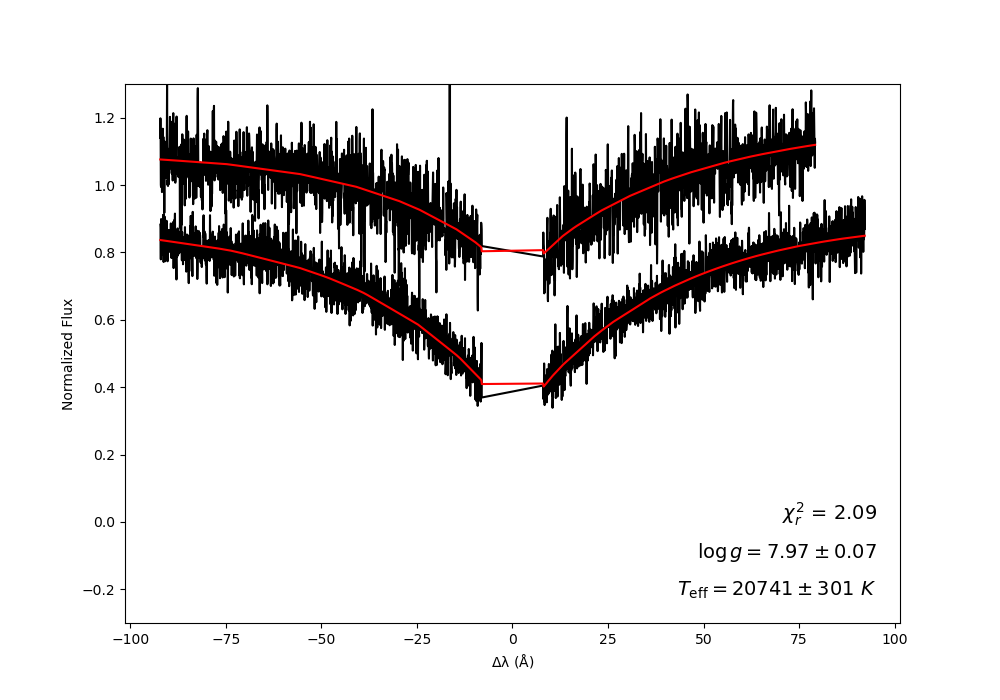 1.2
1.0
0.8
0.6
0.4
0.2
0.0
−0.2
Normalized Flux
χ²ᵣ = 2.09
log g = 7.97 ± 0.07
T_eff = 20741 ± 301 K
−100 −75 −50 −25 0 25 50 75 100
Δλ (Å)